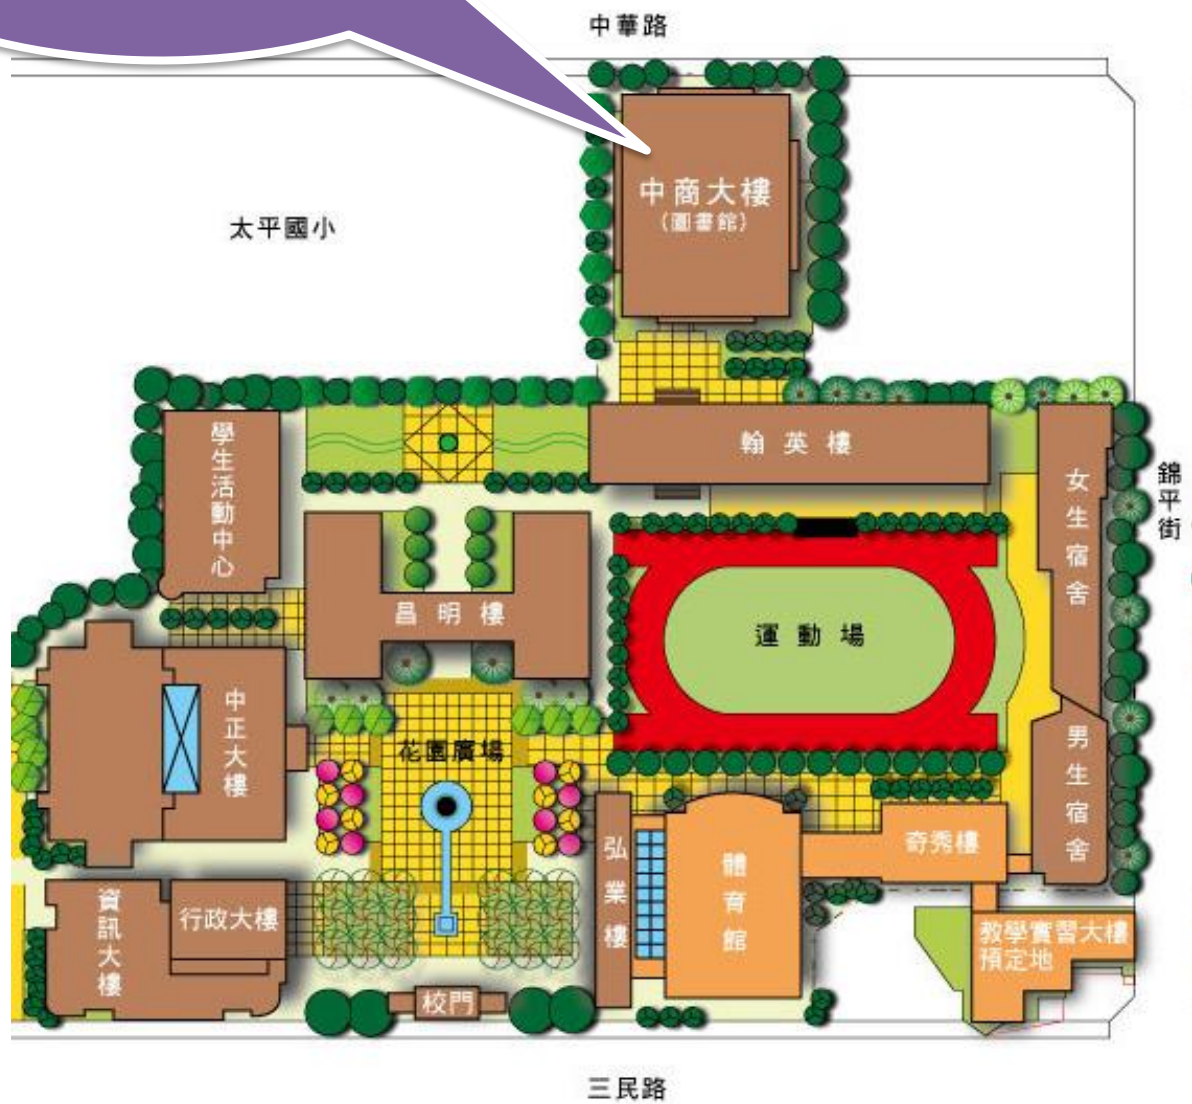 中華路
中商大樓
(圖書館)
太平國小
翰英樓
學生活動中心
女生宿舍
錦平街
昌明樓
運動場
中正大樓
花園廣場
男生宿舍
弘業樓
體育館
奇秀樓
資訊大樓
行政大樓
教學實習大樓
預定地
校門
三民路